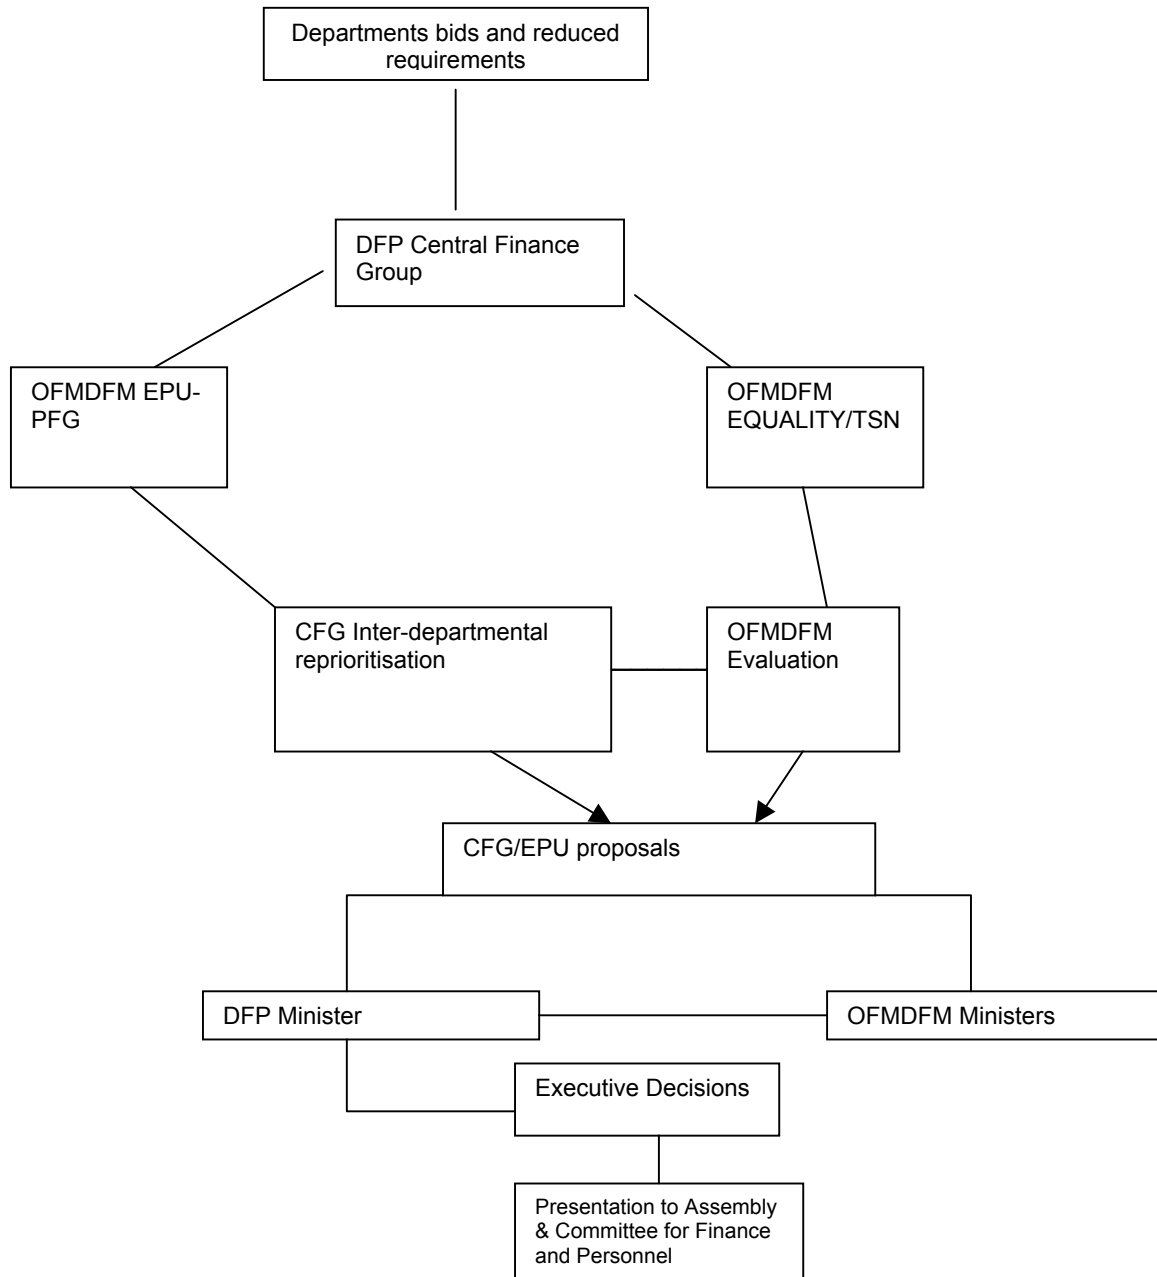 Departments bids and reduced
requirements
DFP Central Finance
Group
OFMDFM EPU-
PFG
OFMDFM
EQUALITY/TSN
CFG Inter-departmental
reprioritisation
OFMDFM
Evaluation
CFG/EPU proposals
DFP Minister
OFMDFM Ministers
Executive Decisions
Presentation to Assembly
& Committee for Finance
and Personnel